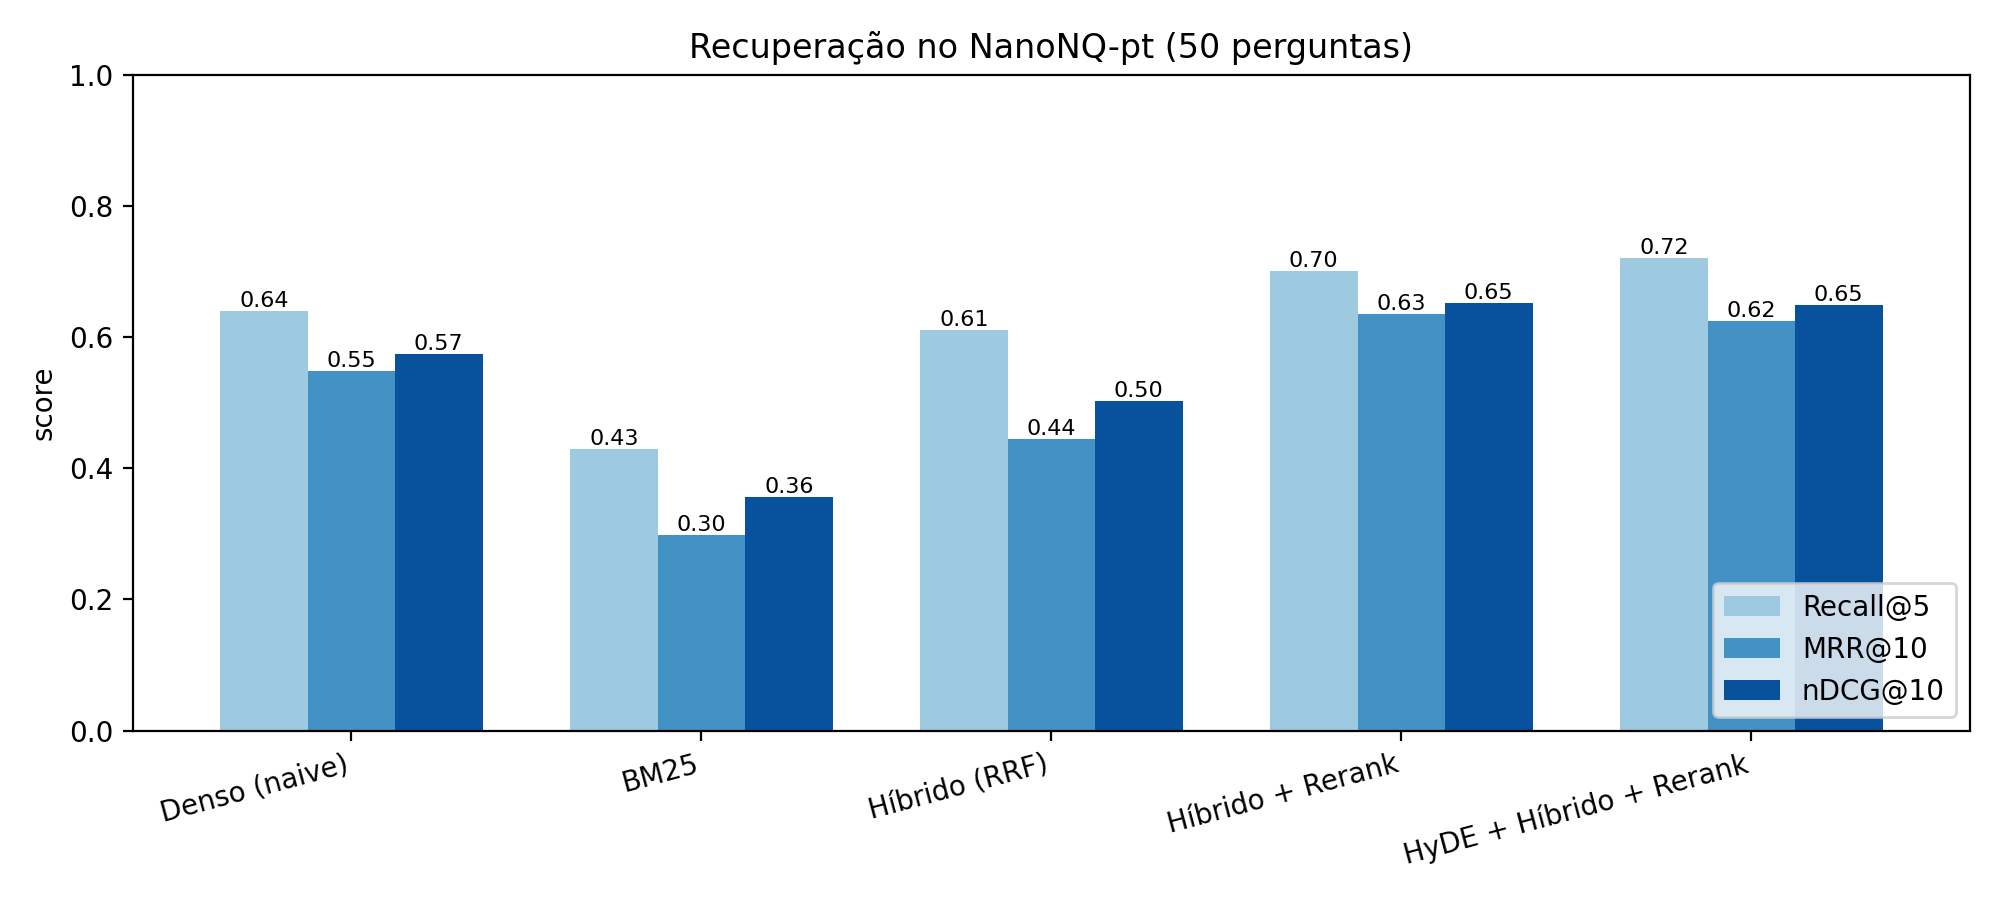 Recuperação no NanoNQ-pt (50 perguntas)
1.0
0.8
0.6
0.4
0.2
0.0
score
0.64
0.55
0.57
0.43
0.30
0.36
0.61
0.44
0.50
0.70
0.63
0.65
0.72
0.62
0.65
Recall@5
MRR@10
nDCG@10
Denso (naive)
BM25
Híbrido (RRF)
Híbrido + Rerank
HyDE + Híbrido + Rerank